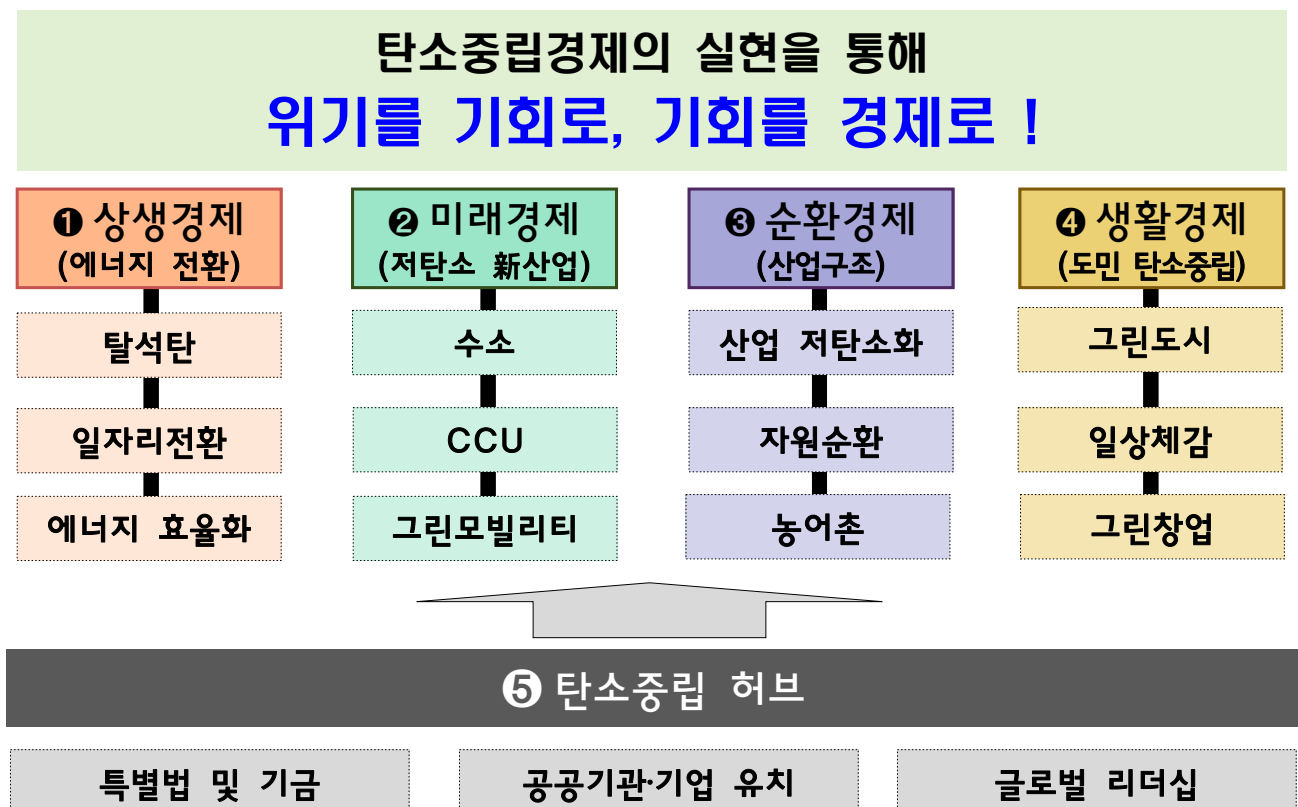 탄소중립경제의 실현을 통해
위기를 기회로, 기회를 경제로 !
❶ 상생경제
(에너지 전환)
탈석탄
일자리전환
에너지 효율화
❷ 미래경제
(저탄소 新산업)
수소
CCU
그린모빌리티
❸ 순환경제
(산업구조)
산업 저탄소화
자원순환
농어촌
❹ 생활경제
(도민 탄소중립)
그린도시
일상체감
그린창업
❺ 탄소중립 허브
특별법 및 기금
공공기관·기업 유치
글로벌 리더십